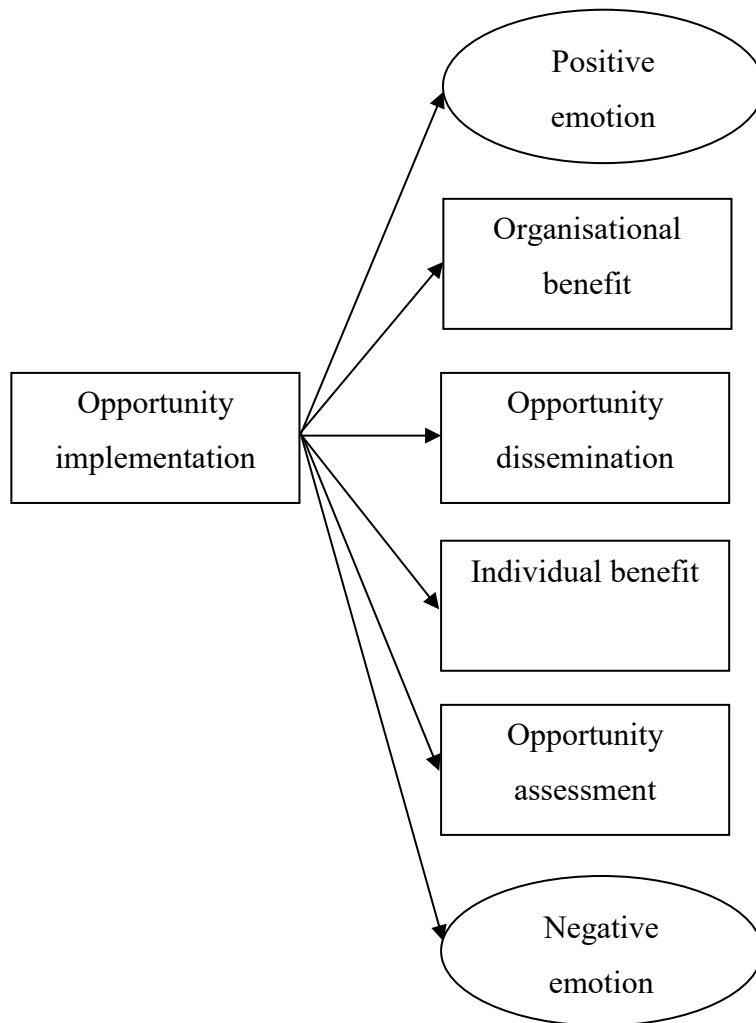 Positive
emotion
Organisational
benefit
Opportunity
implementation
Opportunity
dissemination
Individual benefit
Opportunity
assessment
Negative
emotion